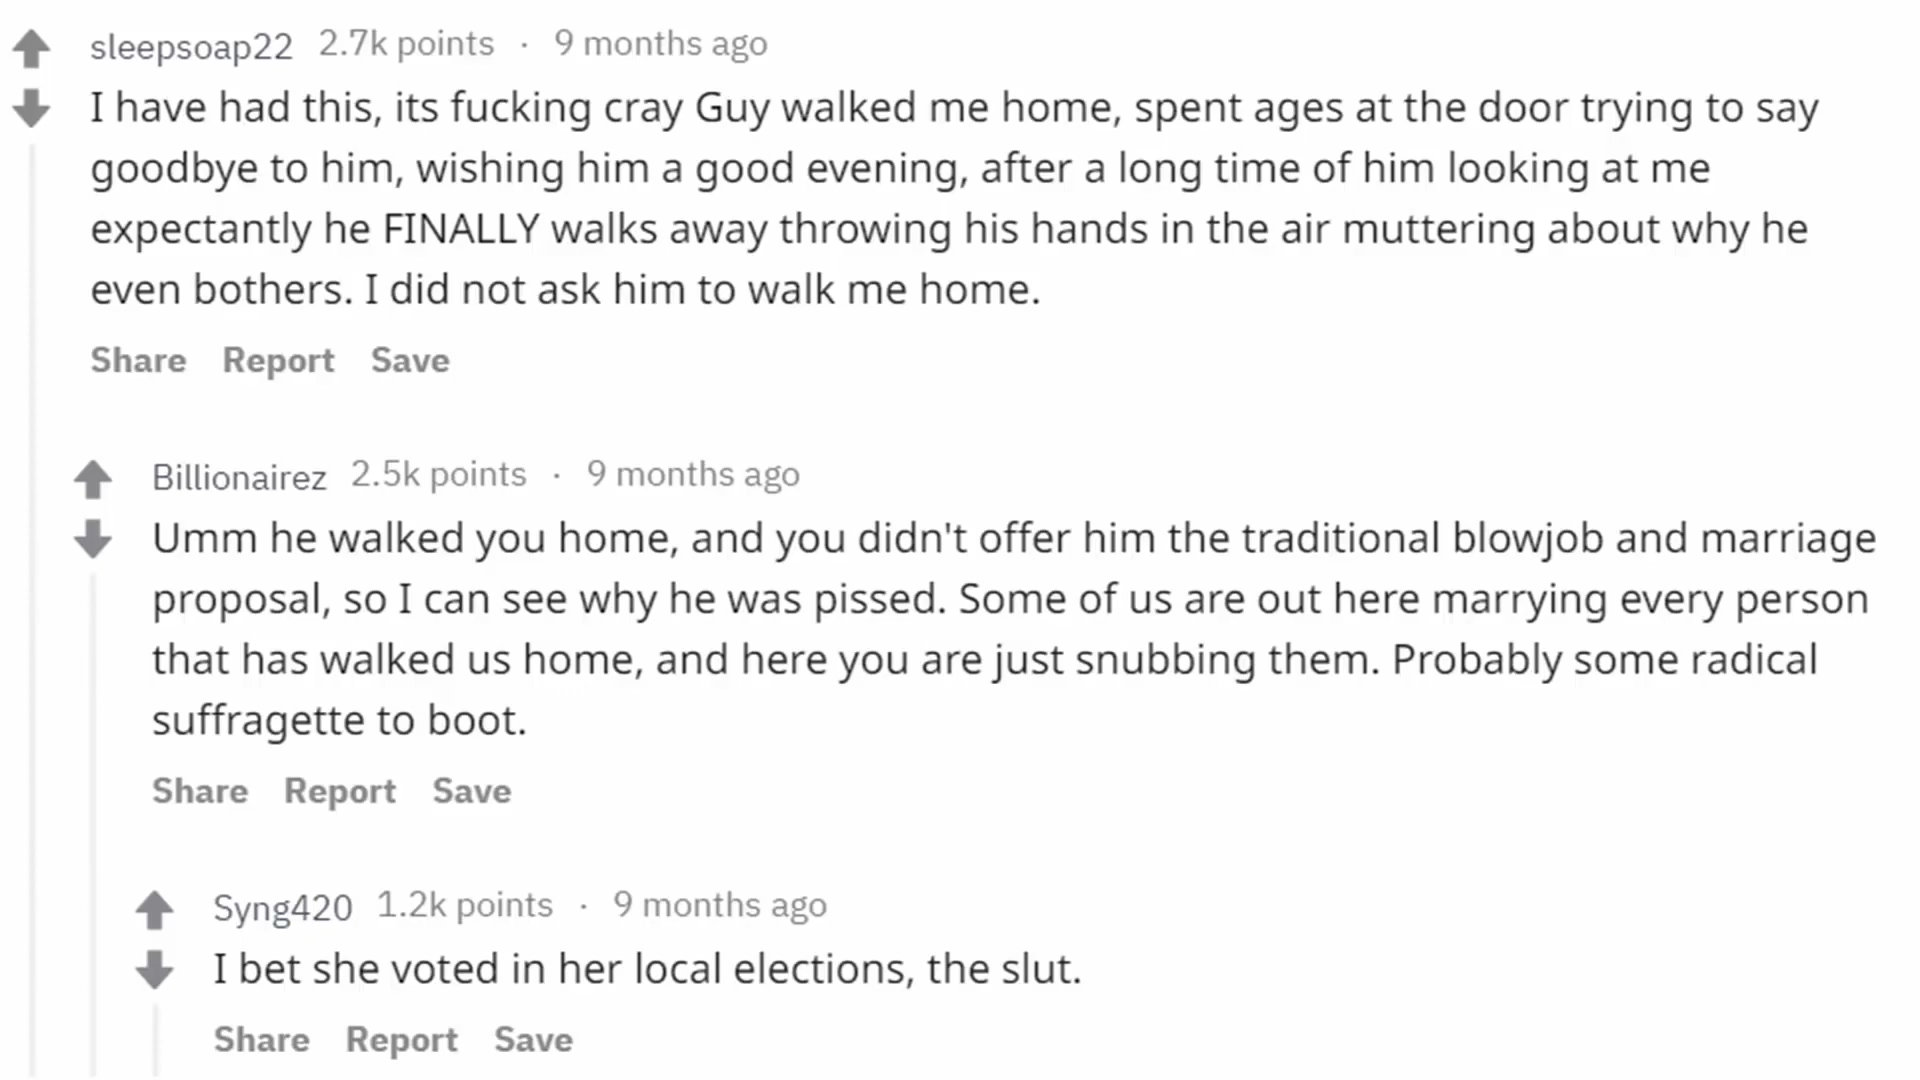 sleepsoap22 2.7k points · 9 months ago
I have had this, its fucking cray Guy walked me home, spent ages at the door trying to say
goodbye to him, wishing him a good evening, after a long time of him looking at me
expectantly he FINALLY walks away throwing his hands in the air muttering about why he
even bothers. I did not ask him to walk me home.
Share Report Save
Billionairez 2.5k points · 9 months ago
Umm he walked you home, and you didn't offer him the traditional blowjob and marriage
proposal, so I can see why he was pissed. Some of us are out here marrying every person
that has walked us home, and here you are just snubbing them. Probably some radical
suffragette to boot.
Share Report Save
Syng420 1.2k points · 9 months ago
I bet she voted in her local elections, the slut.
Share Report Save